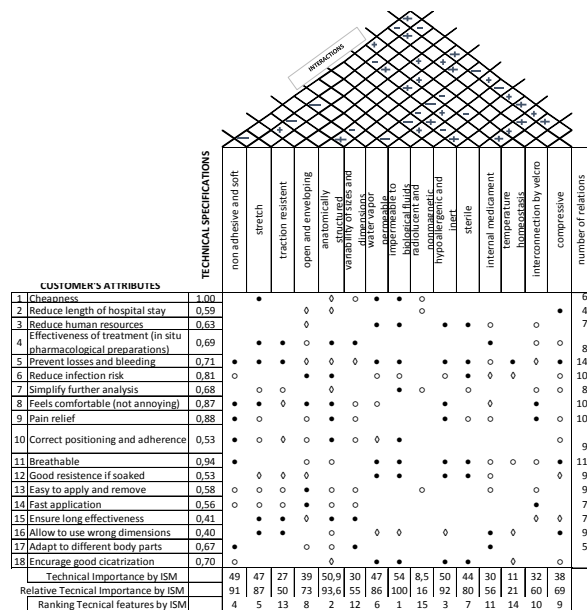 INTERACTIONS
TECHNICAL SPECIFICATIONS
non adhesive and soft
stretch
traction resistent
open and enveloping
anatomically
structured
variability of sizes and
dimensions
water vapor
permeable
impermeable to
biological fluids
radiolucent and
nonmagnetic
hypoallergenic and
inert
sterile
internal medicament
temperature
homeostasis
interconnection by velcro
compressive
number of relations
CUSTOMER'S ATTRIBUTES
1 Cheapness 1.00 6
2 Reduce length of hospital stay 0,59 4
3 Reduce human resources 0,63 7
4 Effectiveness of treatment (in situ
pharmacological preparations) 0,69 8
5 Prevent losses and bleeding 0,71 14
6 Reduce infection risk 0,81 10
7 Simplify further analysis 0,68 8
8 Feels comfortable (not annoying) 0,87 10
9 Pain relief 0,88 10
10 Correct positioning and adherence 0,53 9
11 Breathable 0,94 11
12 Good resistence if soaked 0,53 9
13 Easy to apply and remove 0,58 9
14 Fast application 0,56 7
15 Ensure long effectiveness 0,41 7
16 Allow to use wrong dimensions 0,40 9
17 Adapt to different body parts 0,67 5
18 Encurage good cicatrization 0,70
Technical Importance by ISM 49 47 27 39 50,9 30 47 54 8,5 50 44 30 11 32 38
Relative Tecnical Importance by ISM 91 87 50 73 93,6 55 86 100 16 92 80 56 21 60 69
Ranking Tecnical features by ISM 4 5 13 8 2 12 6 1 15 3 7 11 14 10 9